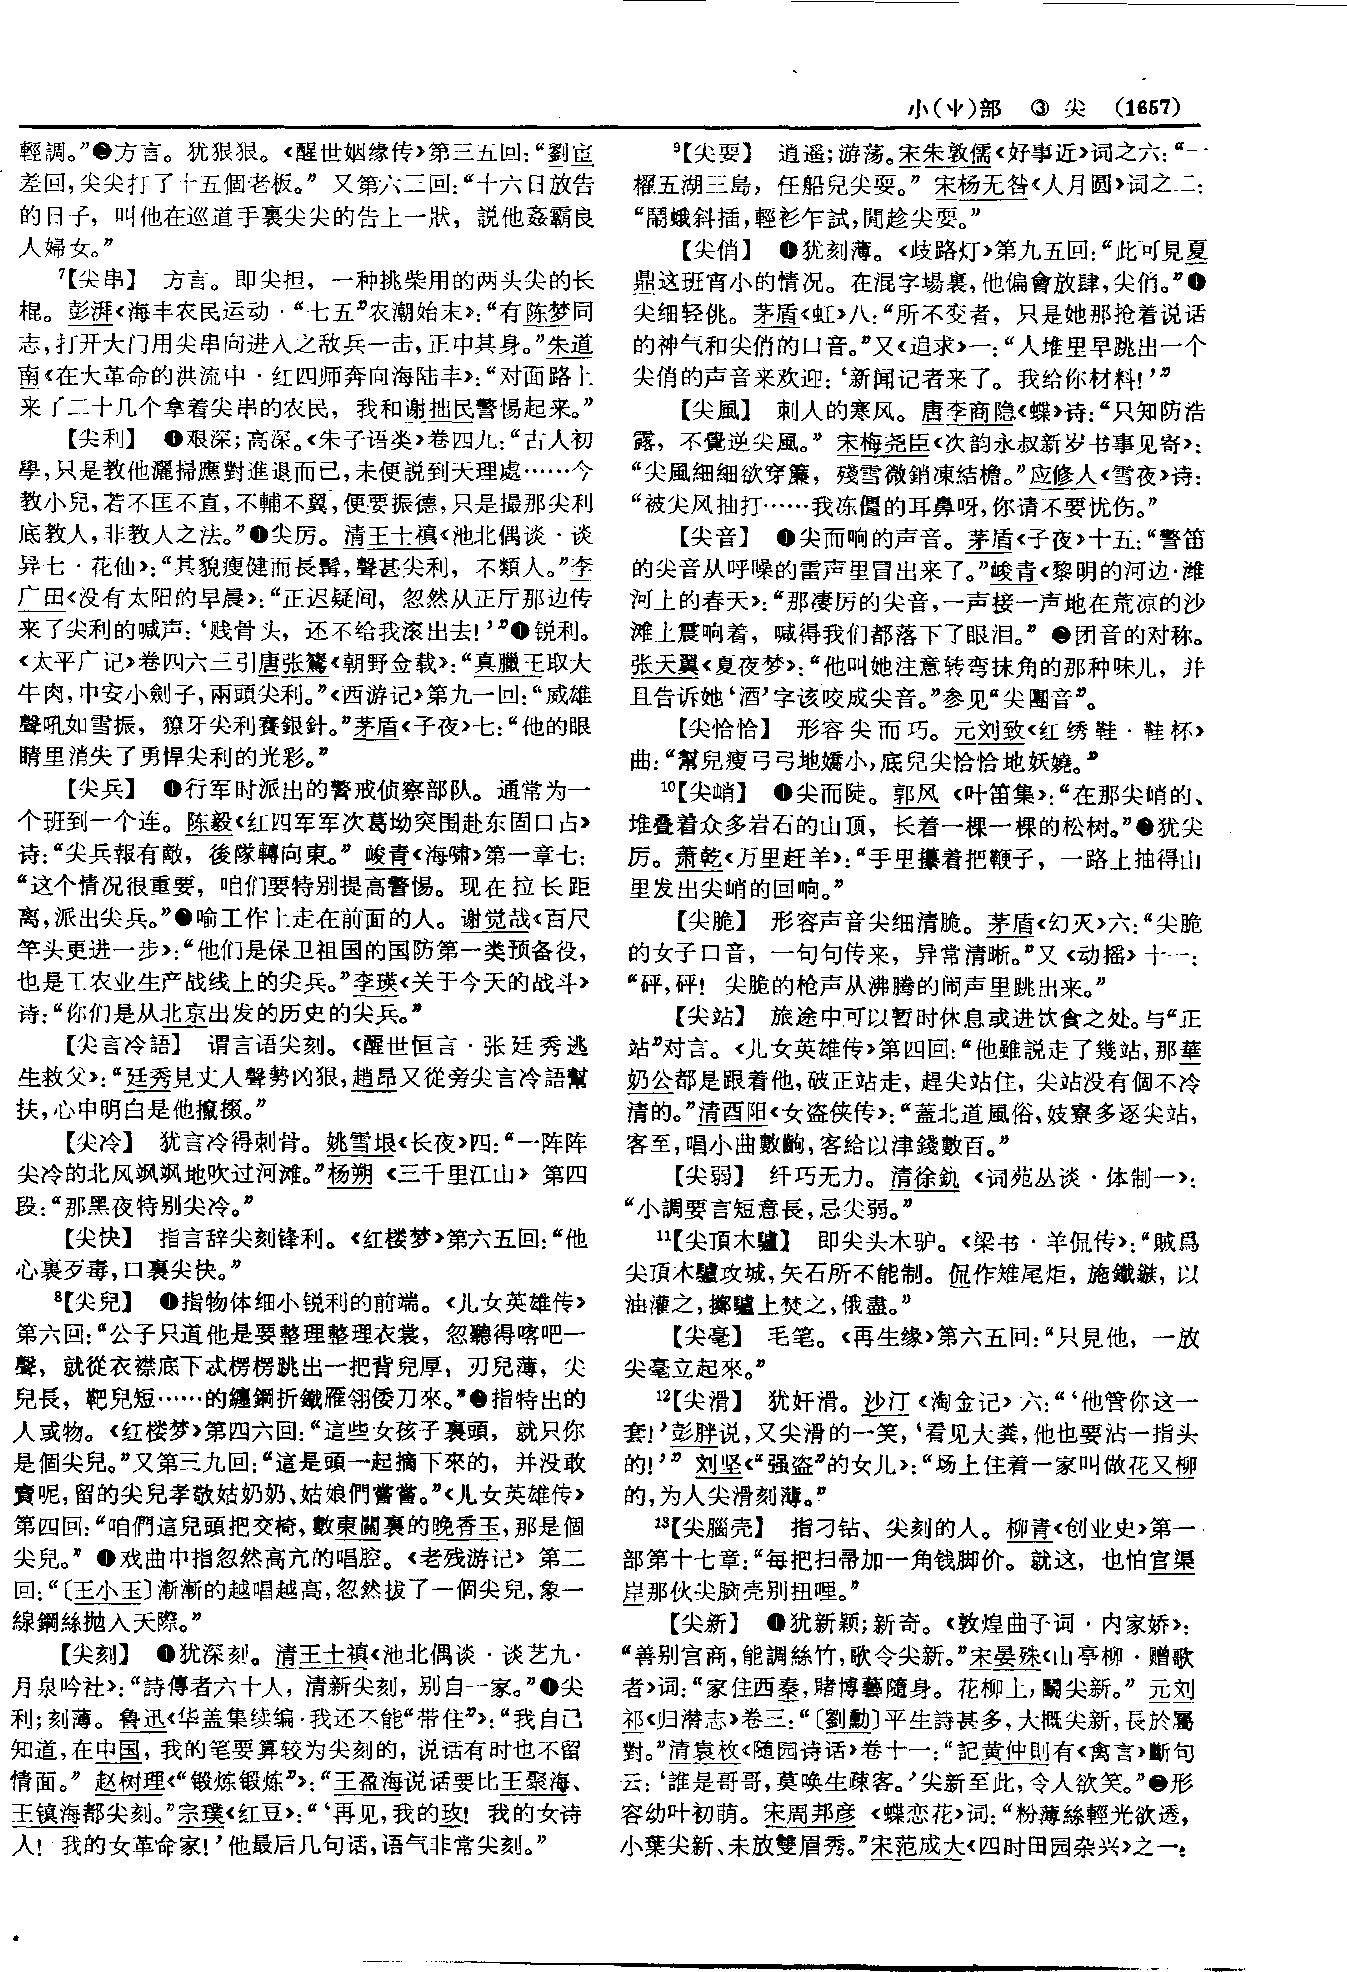 小(⺌)部 ③ 尖 (1657)
輕調。”❷方言。犹狠狠。《醒世姻缘传》第三五回：“劉宦
差回，尖尖打了十五個老板。” 又第六二回：“十六日放告
的日子，叫他在巡道手裏尖尖的告上一狀，説他姦霸良
人婦女。”
⁷【尖串】 方言。即尖担，一种挑柴用的两头尖的长
棍。彭湃《海丰农民运动·“七五”农潮始末》：“有陈梦同
志，打开大门用尖串向进入之敌兵一击，正中其身。”朱道
南《在大革命的洪流中·红四师奔向海陆丰》：“对面路上
来了二十几个拿着尖串的农民，我和谢拙民警惕起来。”
【尖利】 ❶艰深；高深。《朱子语类》卷四九：“古人初
學，只是教他灑掃應對進退而已，未便説到天理處……今
教小兒，若不匡不直，不輔不翼，便要振德，只是撮那尖利
底教人，非教人之法。”❶尖厉。清王士禛《池北偶谈·谈
异七·花仙》：“其貌瘦健而長髯，聲甚尖利，不類人。”李
广田《没有太阳的早晨》：“正迟疑间，忽然从正厅那边传
来了尖利的喊声：‘贱骨头，还不给我滚出去！’”❶锐利。
《太平广记》卷四六三引唐张鷟《朝野佥载》：“真臘王取大
牛肉，中安小劍子，兩頭尖利。”《西游记》第九一回：“威雄
聲吼如雪振，獠牙尖利賽銀針。”茅盾《子夜》七：“他的眼
睛里消失了勇悍尖利的光彩。”
【尖兵】 ❶行军时派出的警戒侦察部队。通常为一
个班到一个连。陈毅《红四军军次葛坳突围赴东固口占》
诗：“尖兵報有敵，後隊轉向東。” 峻青《海啸》第一章七：
“这个情况很重要，咱们要特别提高警惕。现在拉长距
离，派出尖兵。”❷喻工作上走在前面的人。谢觉哉《百尺
竿头更进一步》：“他们是保卫祖国的国防第一类预备役，
也是工农业生产战线上的尖兵。”李瑛《关于今天的战斗》
诗：“你们是从北京出发的历史的尖兵。”
【尖言冷語】 谓言语尖刻。《醒世恒言·张廷秀逃
生救父》：“廷秀見丈人聲勢凶狠，趙昂又從旁尖言冷語幫
扶，心中明白是他攛掇。”
【尖冷】 犹言冷得刺骨。姚雪垠《长夜》四：“一阵阵
尖冷的北风飒飒地吹过河滩。”杨朔《三千里江山》第四
段：“那黑夜特别尖冷。”
【尖快】 指言辞尖刻锋利。《红楼梦》第六五回：“他
心裏歹毒，口裏尖快。”
⁸【尖兒】 ❶指物体细小锐利的前端。《儿女英雄传》
第六回：“公子只道他是要整理整理衣裳，忽聽得喀吧一
聲，就從衣襟底下忒楞楞跳出一把背兒厚，刃兒薄，尖
兒長，靶兒短……的纏鋼折鐵雁翎倭刀來。”❷指特出的
人或物。《红楼梦》第四六回：“這些女孩子裏頭，就只你
是個尖兒。”又第三九回：“這是頭一起摘下來的，并没敢
賣呢，留的尖兒孝敬姑奶奶、姑娘們嘗嘗。”《儿女英雄传》
第四回：“咱們這兒頭把交椅，數東關裏的晚香玉，那是個
尖兒。” ❶戏曲中指忽然高亢的唱腔。《老残游记》第二
回：“〔王小玉〕漸漸的越唱越高，忽然拔了一個尖兒，象一
線鋼絲抛入天際。”
【尖刻】 ❶犹深刻。清王士禛《池北偶谈·谈艺九·
月泉吟社》：“詩傳者六十人，清新尖刻，别自一家。”❶尖
利；刻薄。鲁迅《华盖集续编·我还不能“带住”》：“我自己
知道，在中国，我的笔要算较为尖刻的，说话有时也不留
情面。” 赵树理《“锻炼锻炼”》：“王盈海说话要比王聚海、
王镇海都尖刻。”宗璞《红豆》：“‘再见，我的玫！我的女诗
人！我的女革命家！’他最后几句话，语气非常尖刻。”
⁹【尖耍】 逍遥；游荡。宋朱敦儒《好事近》词之六：“一
櫂五湖三島，任船兒尖耍。” 宋杨无咎《人月圆》词之二：
“鬧蛾斜插，輕衫乍試，閒趁尖耍。”
【尖俏】 ❶犹刻薄。《歧路灯》第九五回：“此可見夏
鼎这班宵小的情况。在混字場裏，他偏會放肆，尖俏。”❶
尖细轻佻。茅盾《虹》八：“所不变者，只是她那抢着说话
的神气和尖俏的口音。”又《追求》一：“人堆里早跳出一个
尖俏的声音来欢迎：‘新闻记者来了。我给你材料！’”
【尖風】 刺人的寒风。唐李商隐《蝶》诗：“只知防浩
露，不覺逆尖風。” 宋梅尧臣《次韵永叔新岁书事见寄》：
“尖風細細欲穿簾，殘雪微銷凍結檐。”应修人《雪夜》诗：
“被尖风抽打……我冻僵的耳鼻呀，你请不要忧伤。”
【尖音】 ❶尖而响的声音。茅盾《子夜》十五：“警笛
的尖音从呼噪的雷声里冒出来了。”峻青《黎明的河边·潍
河上的春天》：“那凄厉的尖音，一声接一声地在荒凉的沙
滩上震响着，喊得我们都落下了眼泪。” ❷团音的对称。
张天翼《夏夜梦》：“他叫她注意转弯抹角的那种味儿，并
且告诉她‘酒’字该咬成尖音。”参见“尖團音”。
【尖恰恰】 形容尖而巧。元刘致《红绣鞋·鞋杯》
曲：“幫兒瘦弓弓地嬌小，底兒尖恰恰地妖嬈。”
¹⁰【尖峭】 ❶尖而陡。郭风《叶笛集》：“在那尖峭的、
堆叠着众多岩石的山顶，长着一棵一棵的松树。”❷犹尖
厉。萧乾《万里赶羊》：“手里攥着把鞭子，一路上抽得山
里发出尖峭的回响。”
【尖脆】 形容声音尖细清脆。茅盾《幻灭》六：“尖脆
的女子口音，一句句传来，异常清晰。”又《动摇》十一：
“砰，砰！尖脆的枪声从沸腾的闹声里跳出来。”
【尖站】 旅途中可以暂时休息或进饮食之处。与“正
站”对言。《儿女英雄传》第四回：“他雖説走了幾站，那華
奶公都是跟着他，破正站走，趕尖站住，尖站没有個不冷
清的。”清酉阳《女盗侠传》：“蓋北道風俗，妓寮多逐尖站，
客至，唱小曲數齣，客給以津錢數百。”
【尖弱】 纤巧无力。清徐釚《词苑丛谈·体制一》：
“小調要言短意長，忌尖弱。”
¹¹【尖頂木驢】 即尖头木驴。《梁书·羊侃传》：“賊爲
尖頂木驢攻城，矢石所不能制。侃作雉尾炬，施鐵鏃，以
油灌之，擲驢上焚之，俄盡。”
【尖毫】 毛笔。《再生缘》第六五回：“只見他，一放
尖毫立起來。”
¹²【尖滑】 犹奸滑。沙汀《淘金记》六：“‘他管你这一
套！’彭胖说，又尖滑的一笑，‘看见大粪，他也要沾一指头
的！’” 刘坚《“强盗”的女儿》：“场上住着一家叫做花又柳
的，为人尖滑刻薄。”
¹³【尖腦壳】 指刁钻、尖刻的人。柳青《创业史》第一
部第十七章：“每把扫帚加一角钱脚价。就这，也怕官渠
岸那伙尖脑壳别扭哩。”
【尖新】 ❶犹新颖；新奇。《敦煌曲子词·内家娇》：
“善别宫商，能調絲竹，歌令尖新。”宋晏殊《山亭柳·赠歌
者》词：“家住西秦，賭博藝隨身。花柳上，鬬尖新。” 元刘
祁《归潜志》卷三：“〔劉勳〕平生詩甚多，大概尖新，長於屬
對。”清袁枚《随园诗话》卷十一：“記黄仲則有《禽言》斷句
云：‘誰是哥哥，莫唤生疎客。’尖新至此，令人欲笑。”❷形
容幼叶初萌。宋周邦彦《蝶恋花》词：“粉薄絲輕光欲透，
小葉尖新、未放雙眉秀。”宋范成大《四时田园杂兴》之一：